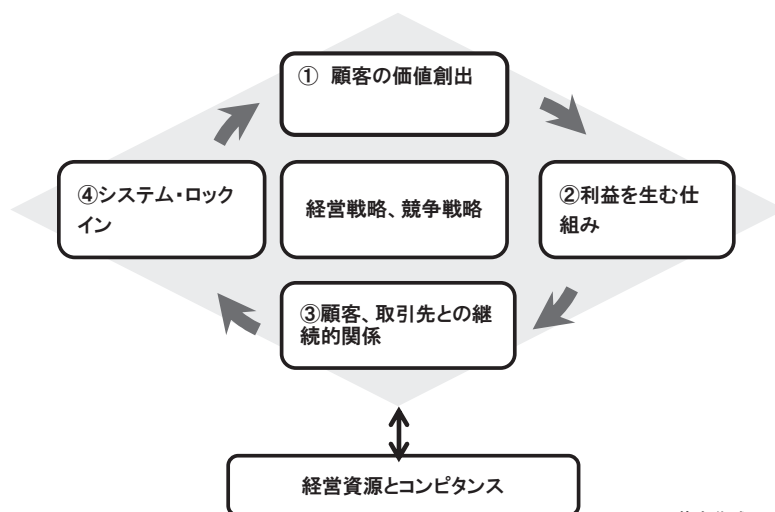 ① 顧客の価値創出
④システム・ロック
イン
経営戦略、競争戦略
②利益を生む仕
組み
③顧客、取引先との継
続的関係
経営資源とコンピタンス